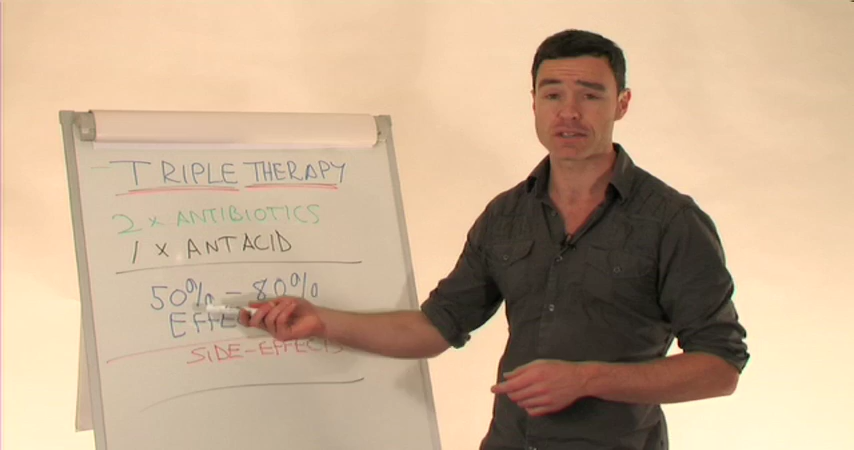 TRIPLE THERAPY
2 x ANTIBIOTICS
1 x ANTACID
50% - 80%
SIDE-EFFECTS